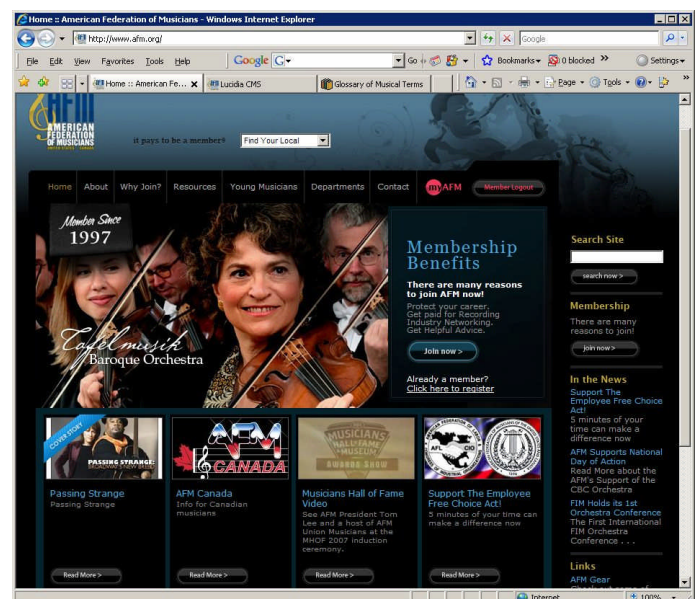 Home :: American Federation of Musicians - Windows Internet Explorer
http://www.afm.org/
Google
File Edit View Favorites Tools Help
Google G Go Bookmarks 0 blocked Settings
Home :: American Fe... X
Lucidia CMS
Glossary of Musical Terms
Page Tools
AFM
AMERICAN
FEDERATION
OF MUSICIANS
it pays to be a member
Find Your Local
Home About Why Join? Resources Young Musicians Departments Contact myAFM Member Logout
Member Since
1997
Tafelmusik
Baroque Orchestra
Membership
Benefits
There are many reasons
to join AFM now!
Protect your career.
Get paid for Recording
Industry Networking.
Get Helpful Advice.
Join now >
Already a member?
Click here to register
COVER STORY
PASSING STRANGE:
BROADWAY'S NEW BREED
Passing Strange
Passing Strange
Read More >
AFM
CANADA
AFM Canada
Info for Canadian
musicians
Read More >
MUSICIANS
HALL OF FAME
MUSEUM
AWARDS SHOW
Musicians Hall of Fame
Video
See AFM President Tom
Lee and a host of AFM
Union Musicians at the
MHOF 2007 induction
ceremony.
Read More >
AFL CIO
Support The Employee
Free Choice Act!
5 minutes of your time can
make a difference now
Read More >
Search Site
search now >
Membership
There are many
reasons to join!
join now >
In the News
Support The
Employee Free Choice
Act!
5 minutes of your
time can make a
difference now
AFM Supports National
Day of Action
Read More about the
AFM's Support of the
CBC Orchestra
FIM Holds its 1st
Orchestra Conference
The First International
FIM Orchestra
Conference . . .
Links
AFM Gear
Internet 100%